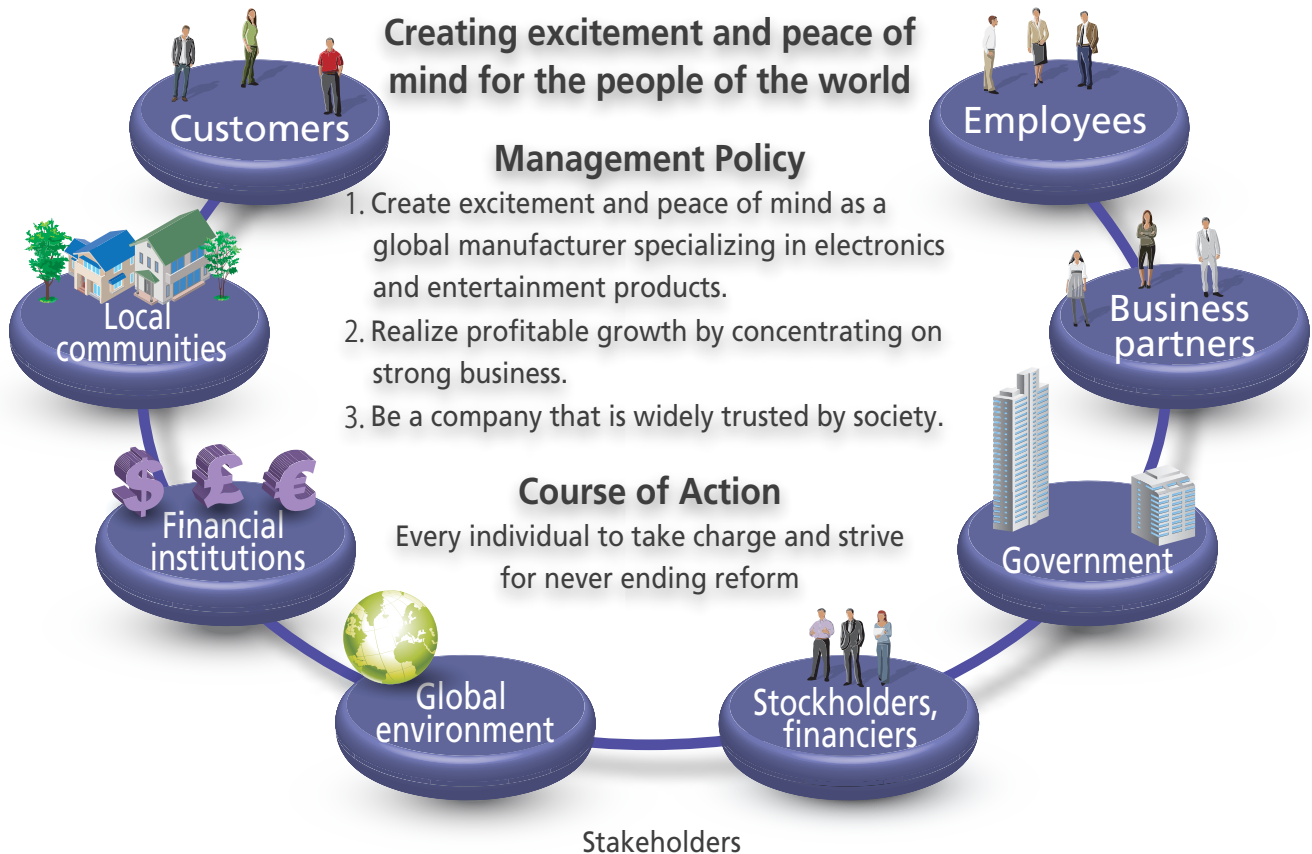 Creating excitement and peace of
mind for the people of the world
Customers
Employees
Management Policy
1. Create excitement and peace of mind as a
global manufacturer specializing in electronics
and entertainment products.
2. Realize profitable growth by concentrating on
strong business.
3. Be a company that is widely trusted by society.
Local
communities
Business
partners
Course of Action
Every individual to take charge and strive
for never ending reform
$ £ €
Financial
institutions
Government
Global
environment
Stockholders,
financiers
Stakeholders